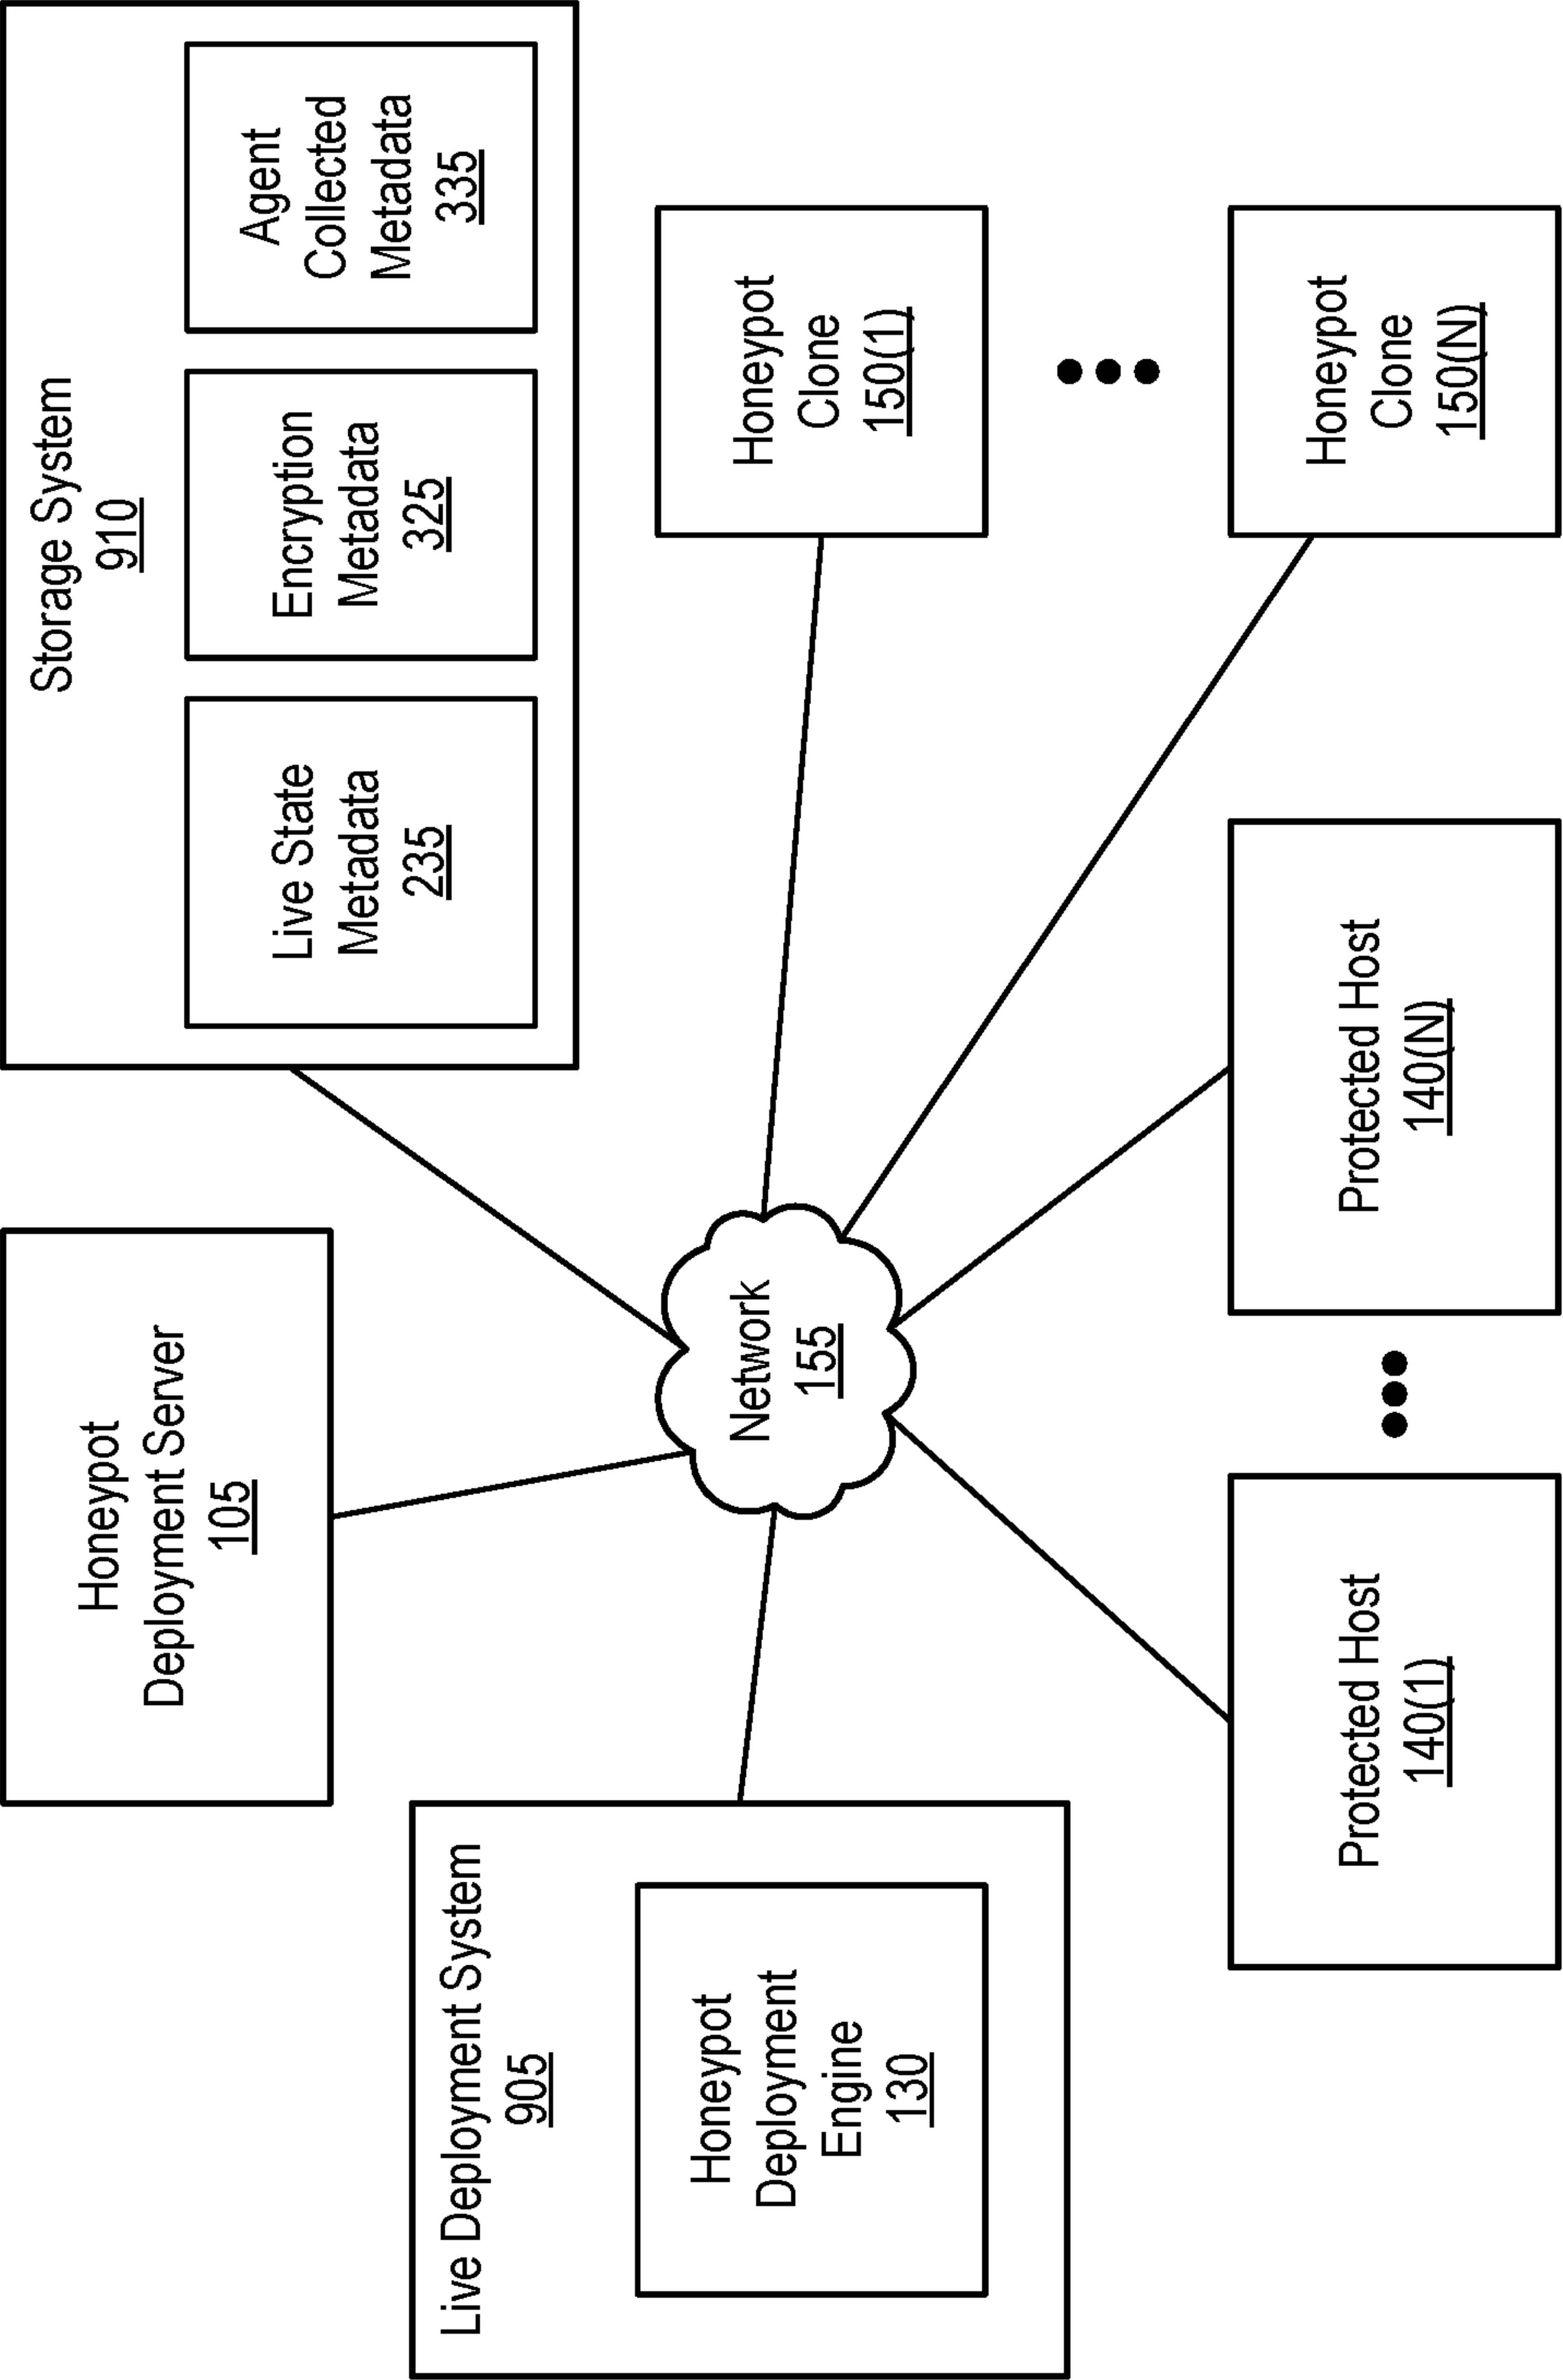 Honeypot
Deployment Server
105
Storage System
910
Live State
Metadata
235
Encryption
Metadata
325
Agent
Collected
Metadata
335
Live Deployment System
905
Honeypot
Deployment
Engine
130
Network
155
Honeypot
Clone
150(1)
Honeypot
Clone
150(N)
Protected Host
140(1)
Protected Host
140(N)